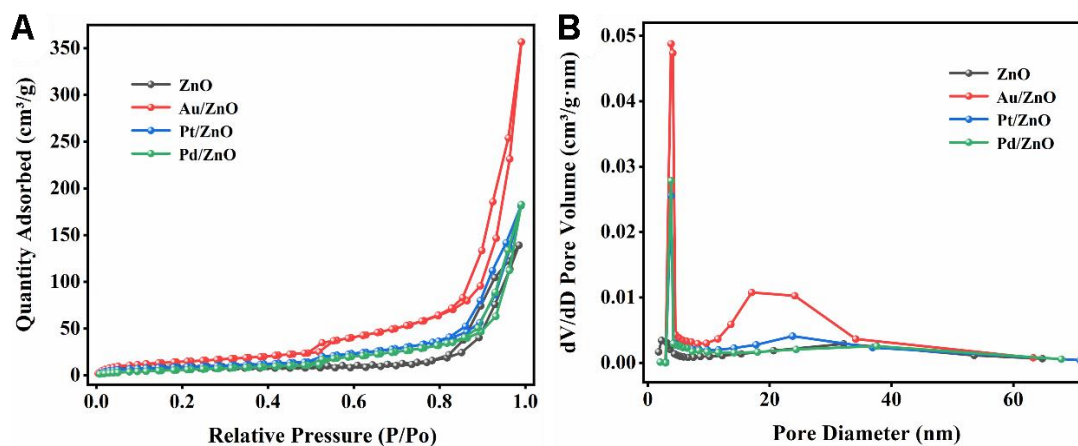 A
Quantity Adsorbed (cm³/g)
350
300
250
200
150
100
50
0
ZnO
Au/ZnO
Pt/ZnO
Pd/ZnO
0.0 0.2 0.4 0.6 0.8 1.0
Relative Pressure (P/Po)
B
dV/dD Pore Volume (cm³/g·nm)
0.05
0.04
0.03
0.02
0.01
0.00
ZnO
Au/ZnO
Pt/ZnO
Pd/ZnO
0 20 40 60
Pore Diameter (nm)